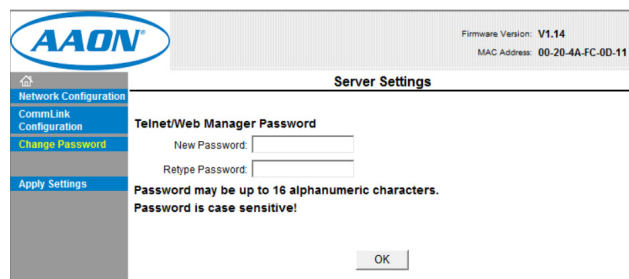 AAON®
Firmware Version: V1.14
MAC Address: 00-20-4A-FC-0D-11
Server Settings
Network Configuration
CommLink
Configuration
Change Password
Apply Settings
Telnet/Web Manager Password
New Password:
Retype Password:
Password may be up to 16 alphanumeric characters.
Password is case sensitive!
OK